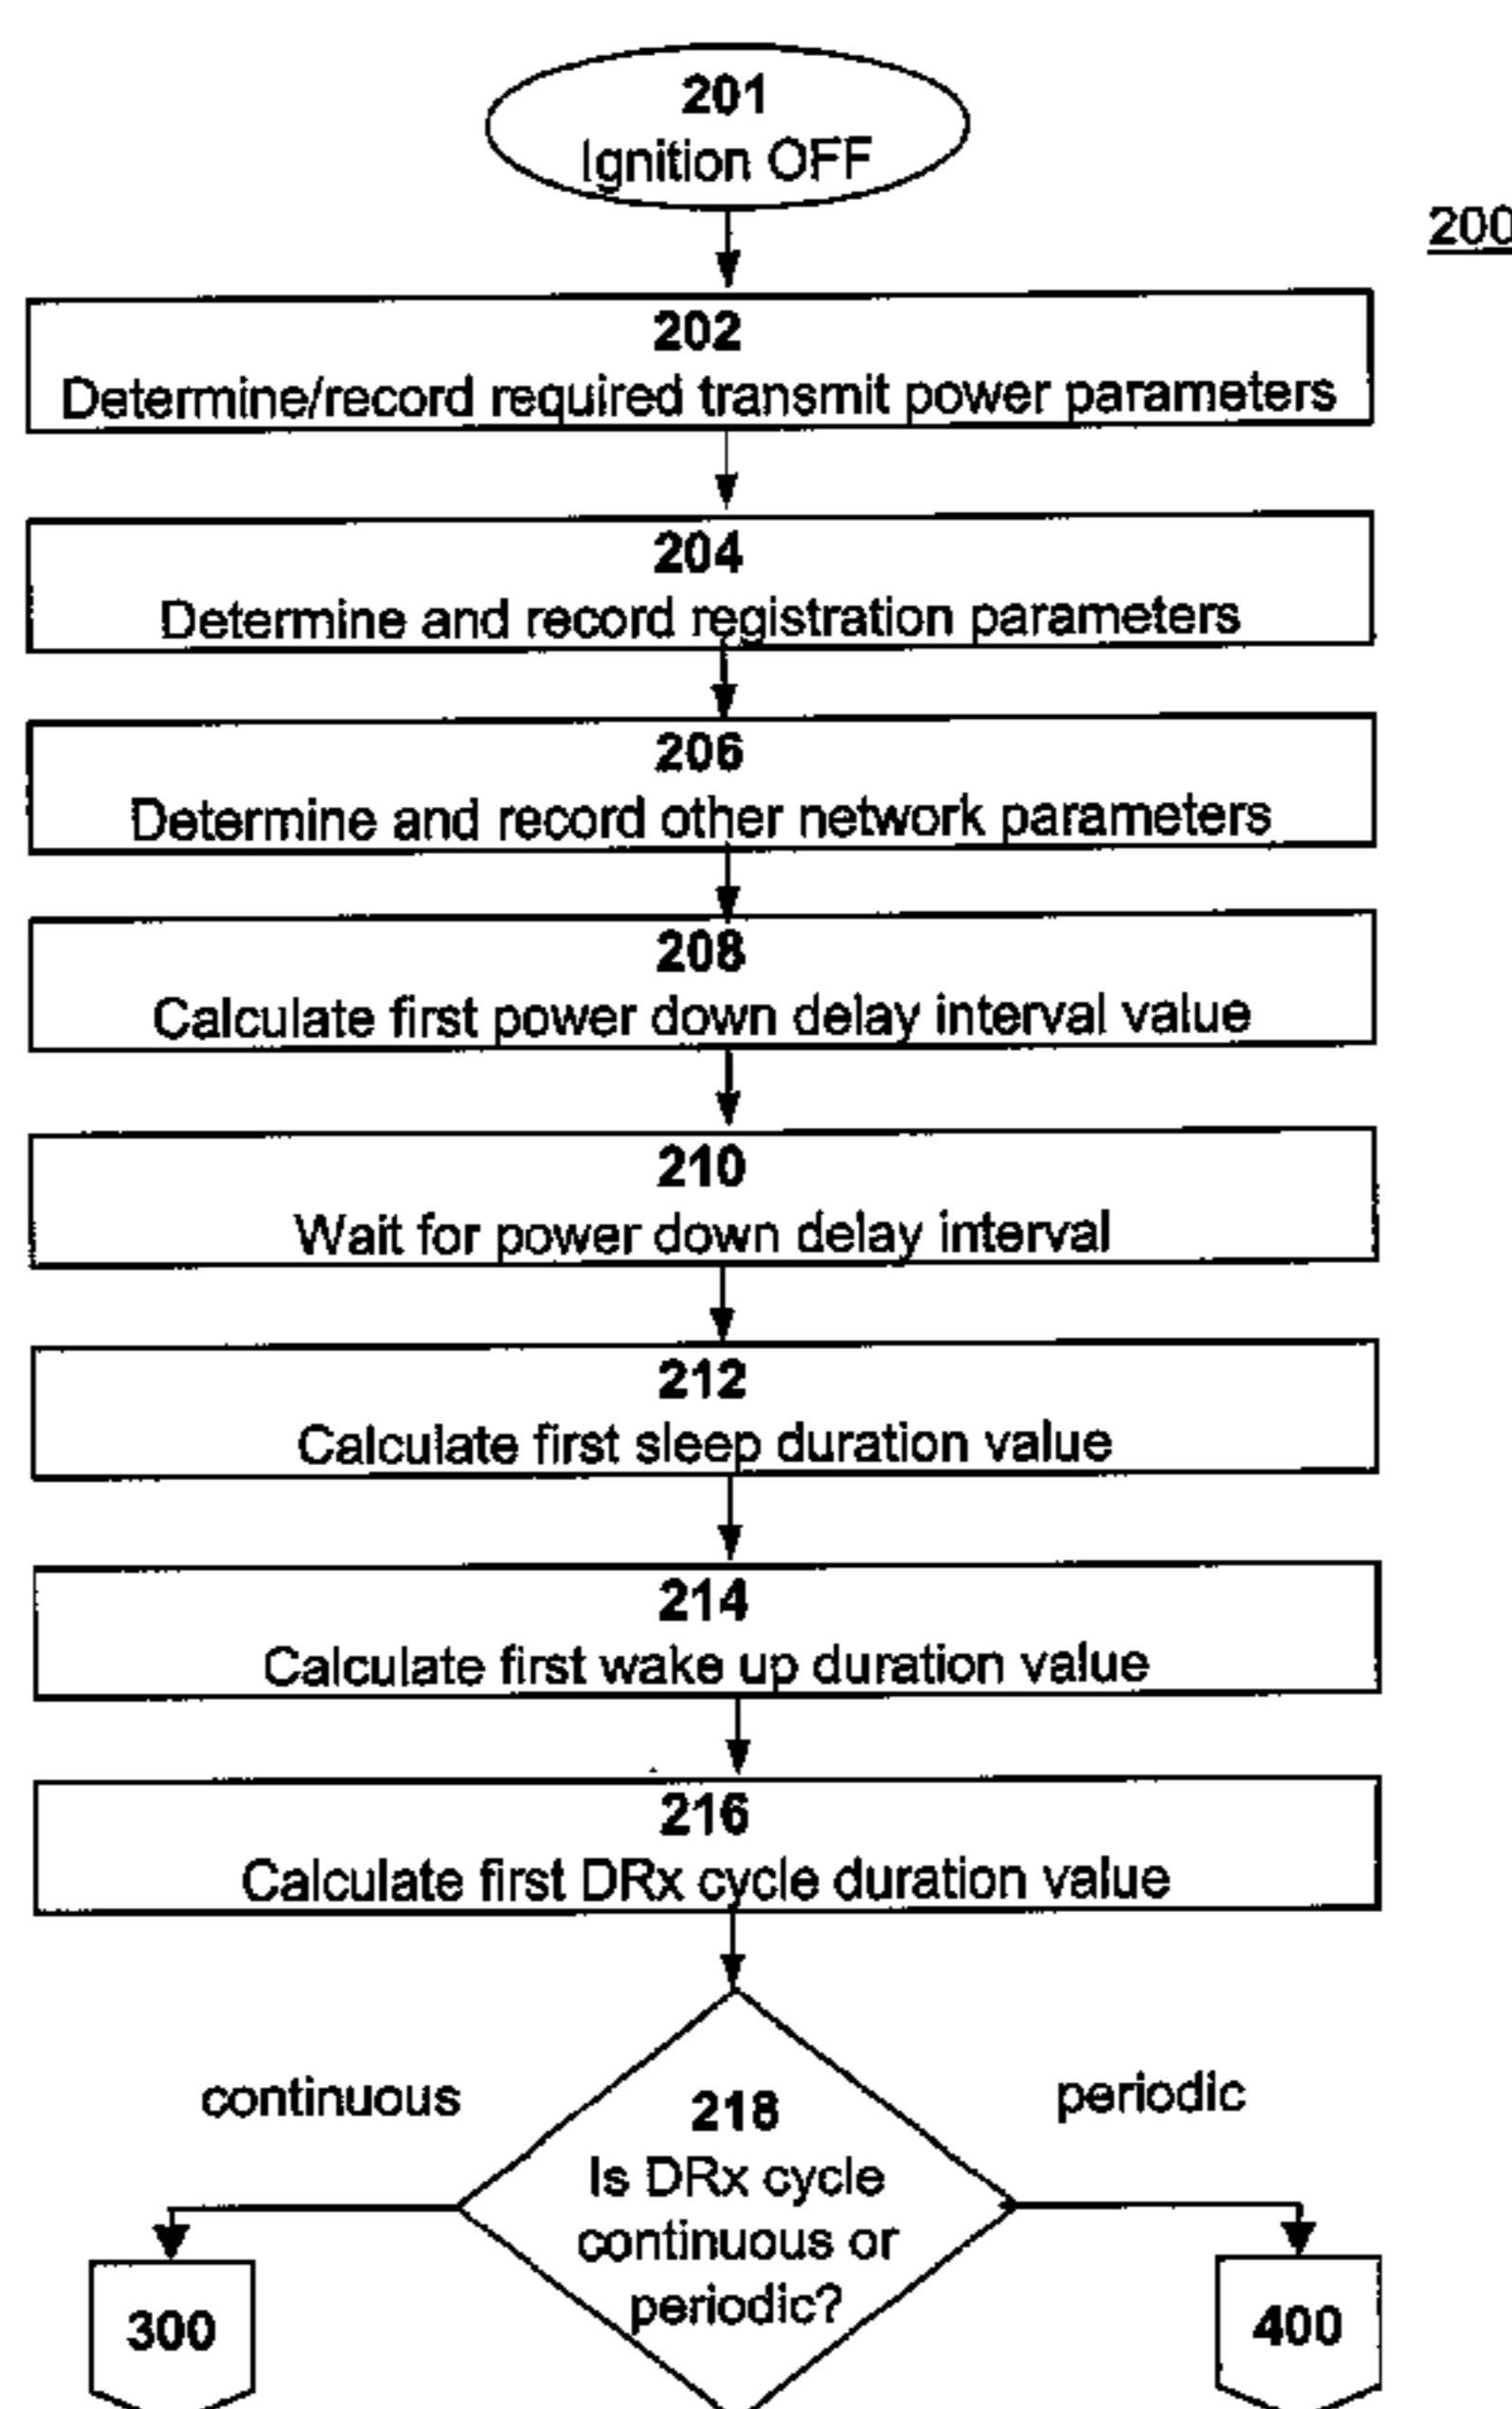 201
Ignition OFF
200
202
Determine/record required transmit power parameters
204
Determine and record registration parameters
206
Determine and record other network parameters
208
Calculate first power down delay interval value
210
Wait for power down delay interval
212
Calculate first sleep duration value
214
Calculate first wake up duration value
216
Calculate first DRx cycle duration value
continuous
periodic
218
Is DRx cycle
continuous or
periodic?
300
400